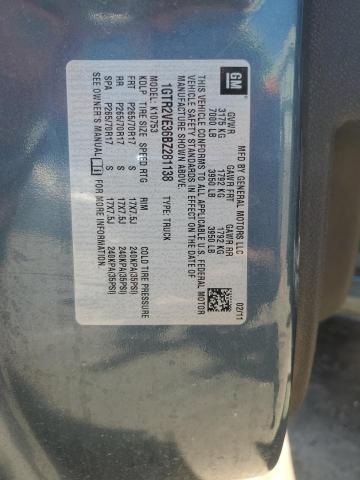 GM
MFD BY GENERAL MOTORS LLC 02/11
GVWR GAWR FRT GAWR RR
3175 KG 1792 KG 1792 KG
7000 LB 3950 LB 3950 LB
THIS VEHICLE CONFORMS TO ALL APPLICABLE U.S. FEDERAL MOTOR
VEHICLE SAFETY STANDARDS IN EFFECT ON THE DATE OF
MANUFACTURE SHOWN ABOVE.
1GTR2VE36BZ281138 TYPE: TRUCK
MODEL: K10753
KDLP TIRE SIZE SPEED RTG RIM COLD TIRE PRESSURE
FRT P265/70R17 S 17X7.5J 240KPA(35PSI)
RR P265/70R17 S 17X7.5J 240KPA(35PSI)
SPA P265/70R17 S 17X7.5J 240KPA(35PSI)
SEE OWNER'S MANUAL